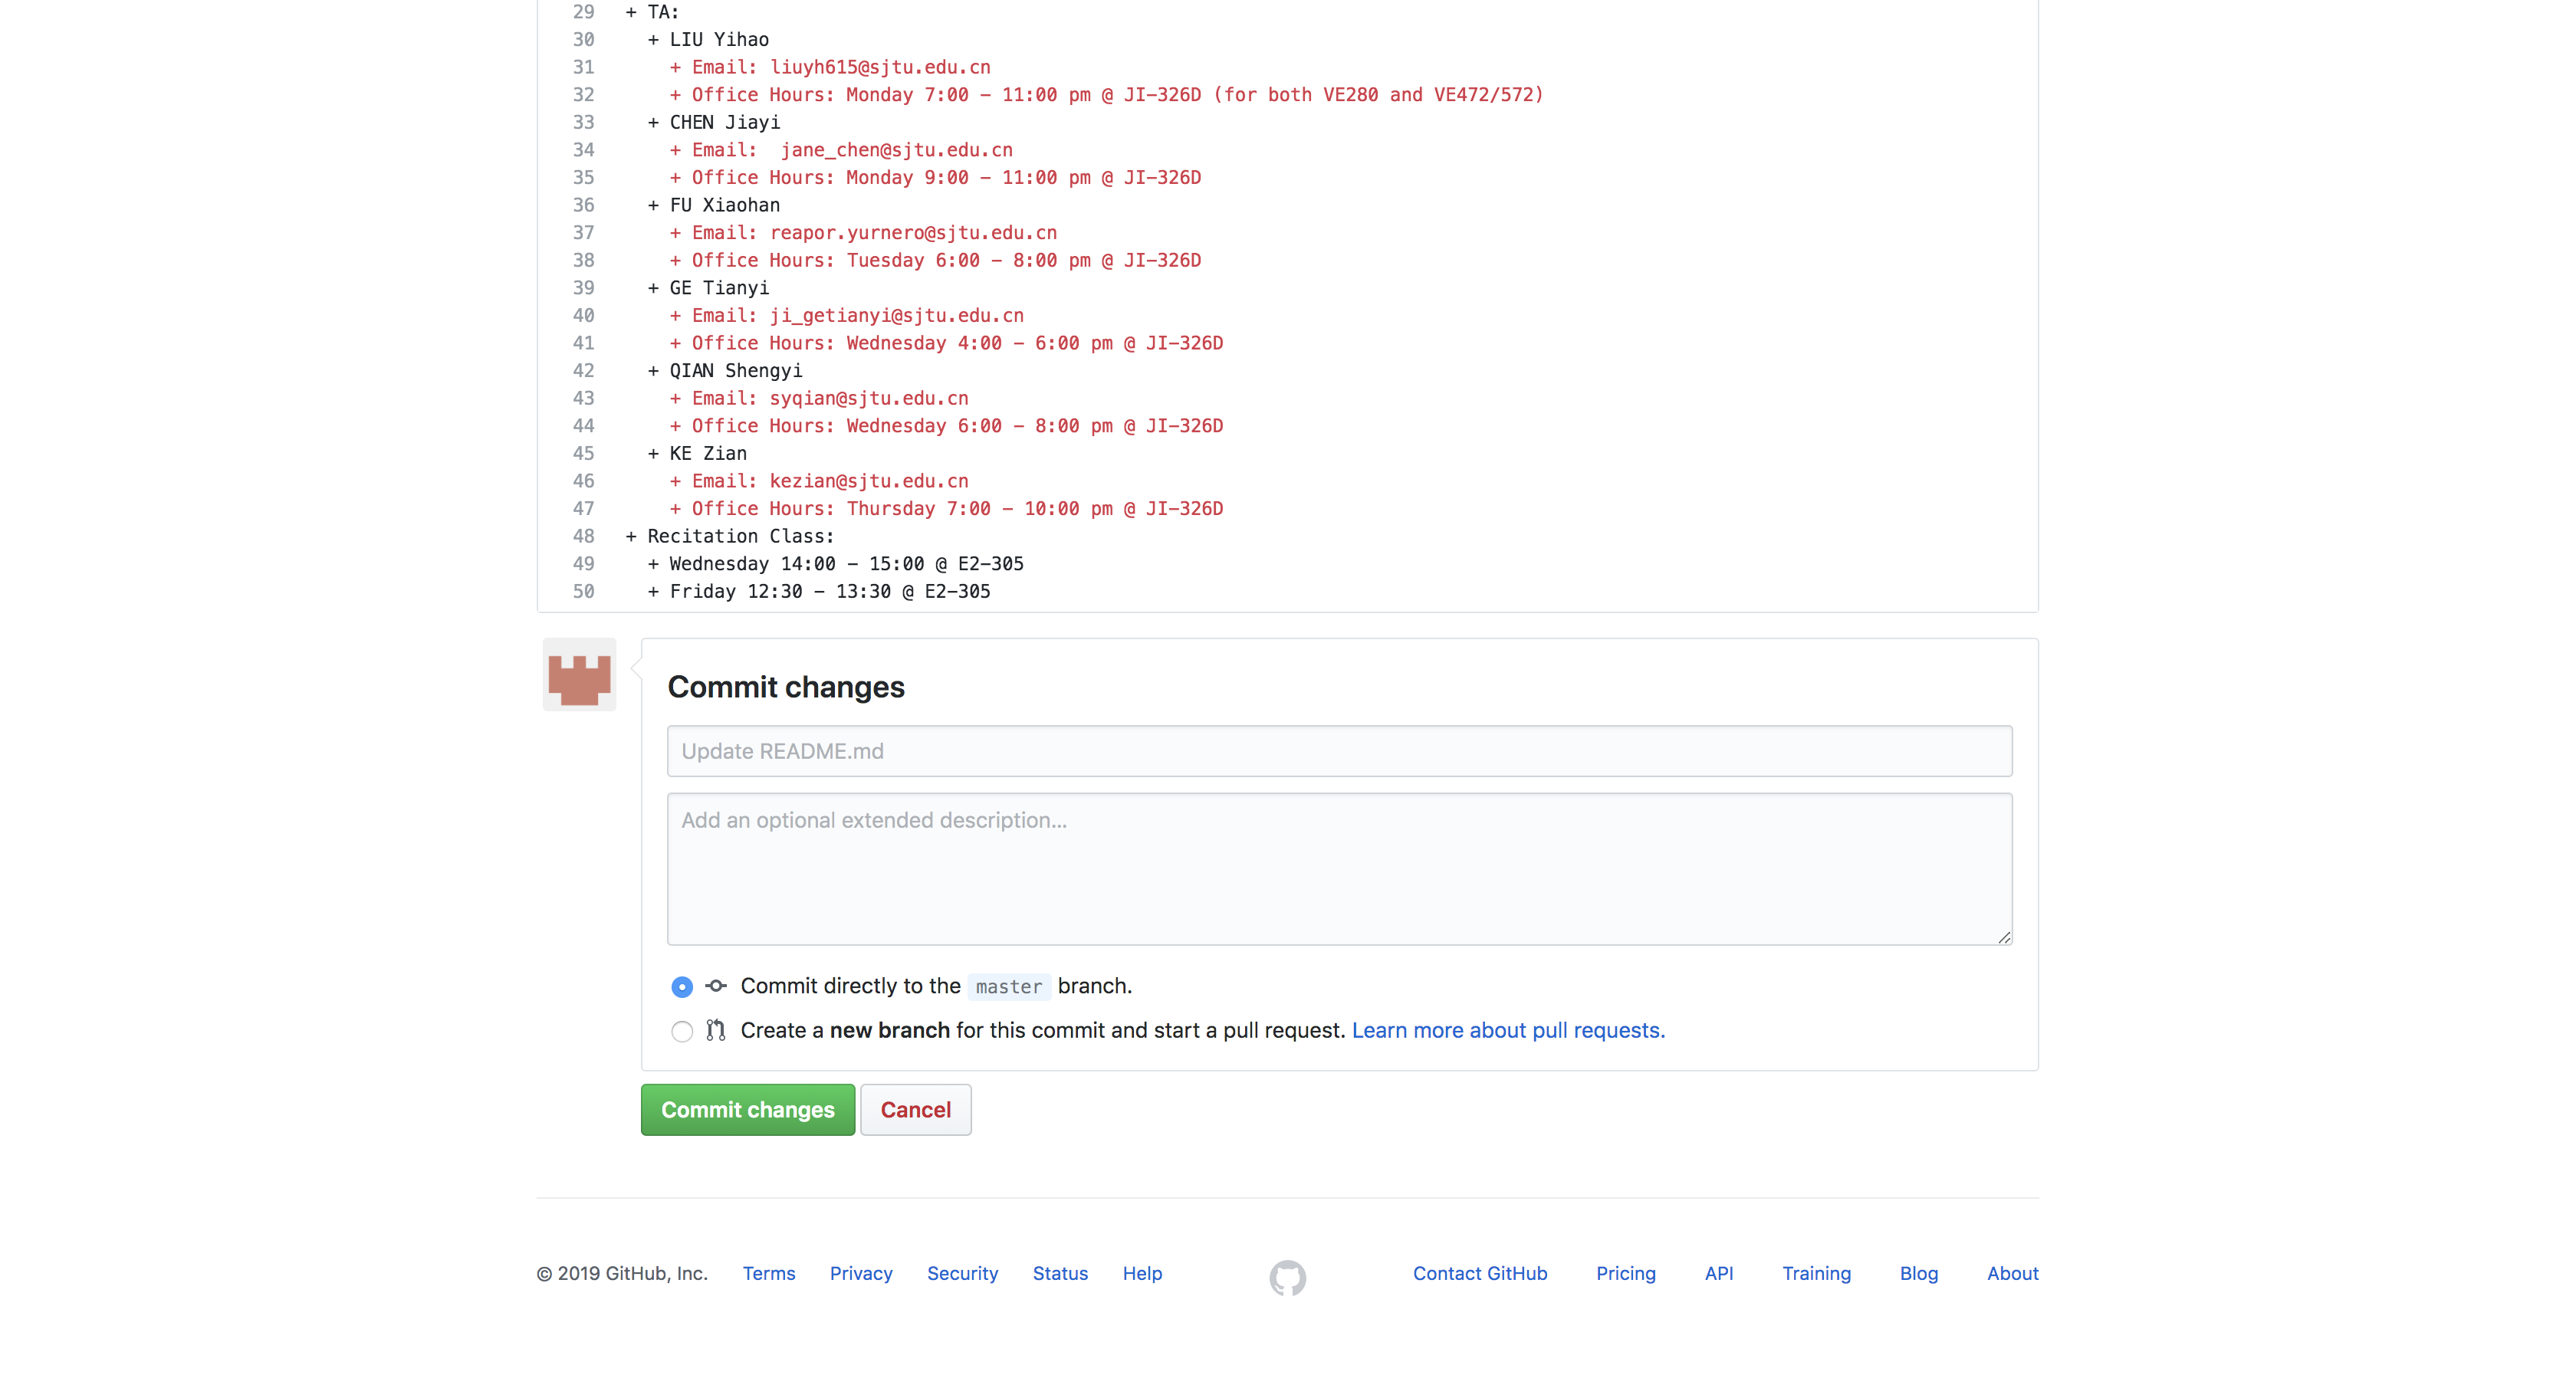 29 + TA:
30 + LIU Yihao
31 + Email: liuyh615@sjtu.edu.cn
32 + Office Hours: Monday 7:00 - 11:00 pm @ JI-326D (for both VE280 and VE472/572)
33 + CHEN Jiayi
34 + Email:  jane_chen@sjtu.edu.cn
35 + Office Hours: Monday 9:00 - 11:00 pm @ JI-326D
36 + FU Xiaohan
37 + Email: reapor.yurnero@sjtu.edu.cn
38 + Office Hours: Tuesday 6:00 - 8:00 pm @ JI-326D
39 + GE Tianyi
40 + Email: ji_getianyi@sjtu.edu.cn
41 + Office Hours: Wednesday 4:00 - 6:00 pm @ JI-326D
42 + QIAN Shengyi
43 + Email: syqian@sjtu.edu.cn
44 + Office Hours: Wednesday 6:00 - 8:00 pm @ JI-326D
45 + KE Zian
46 + Email: kezian@sjtu.edu.cn
47 + Office Hours: Thursday 7:00 - 10:00 pm @ JI-326D
48 + Recitation Class:
49 + Wednesday 14:00 - 15:00 @ E2-305
50 + Friday 12:30 - 13:30 @ E2-305
Commit changes
Update README.md
Add an optional extended description...
Commit directly to the master branch.
Create a new branch for this commit and start a pull request. Learn more about pull requests.
Commit changes Cancel
© 2019 GitHub, Inc. Terms Privacy Security Status Help Contact GitHub Pricing API Training Blog About